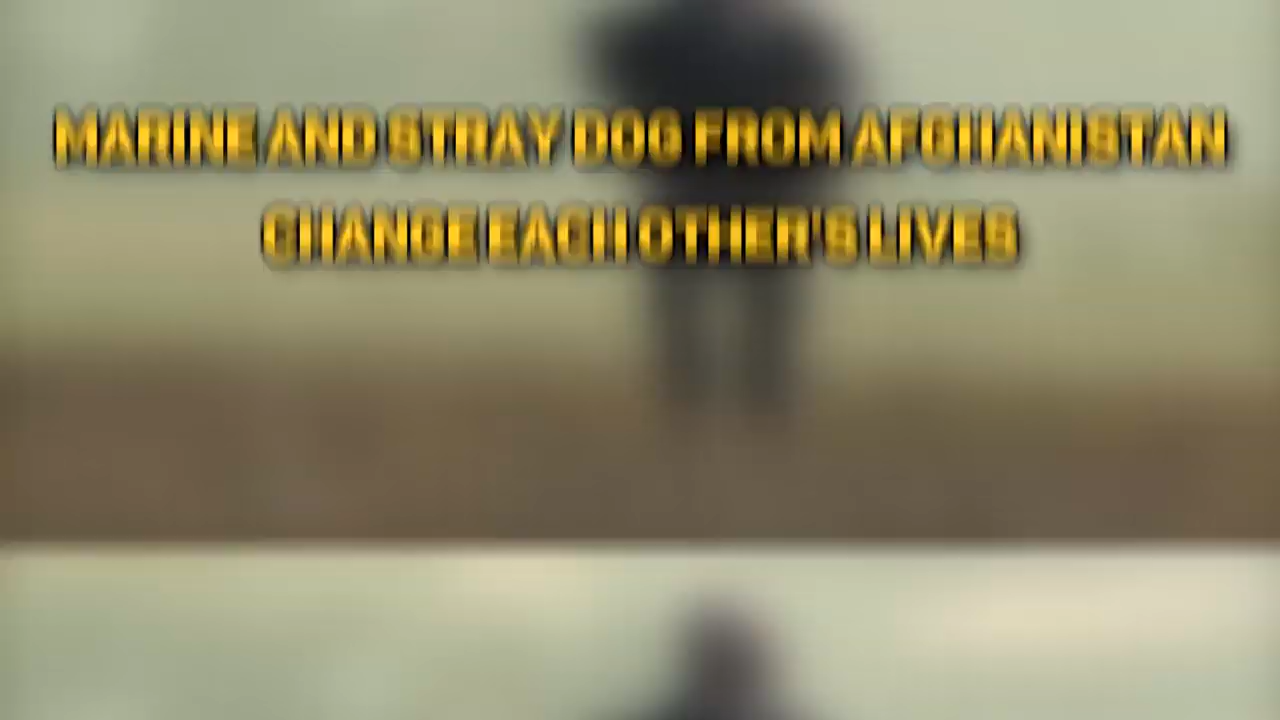 MARINE AND STRAY DOG FROM AFGHANISTAN
CHANGE EACH OTHER'S LIVES